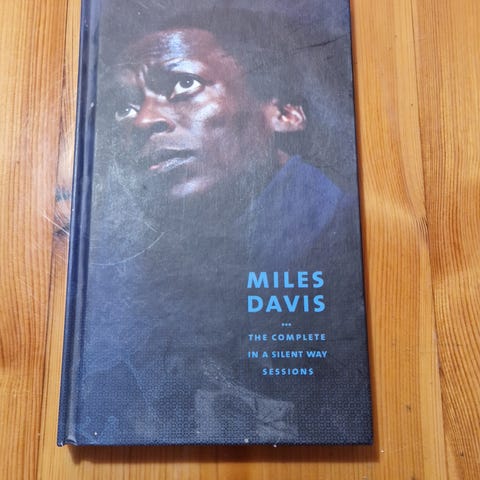 MILES
DAVIS
THE COMPLETE
IN A SILENT WAY
SESSIONS